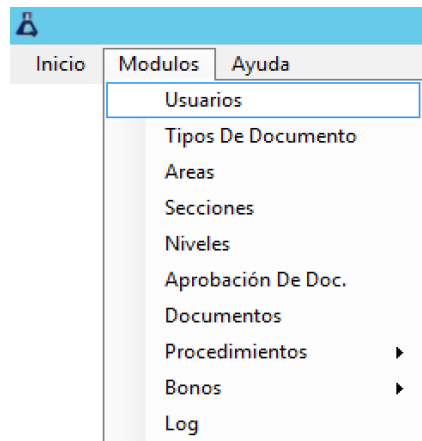 Inicio Modulos Ayuda
Usuarios
Tipos De Documento
Areas
Secciones
Niveles
Aprobación De Doc.
Documentos
Procedimientos
Bonos
Log